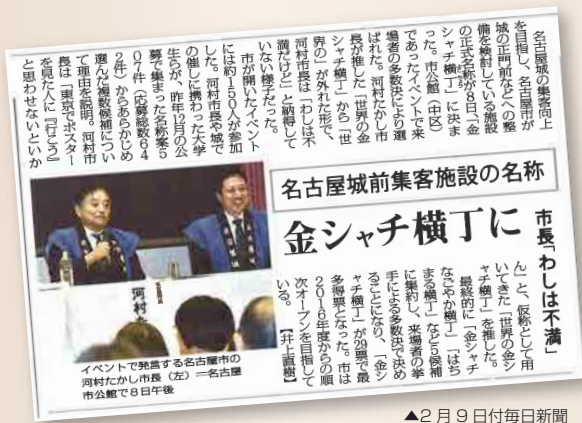 名古屋城前集客施設の名称
金シャチ横丁に
市長「わしは不満」
名古屋城の集客向上
を目指し、名古屋市が
城の正門前などへの整
備を検討している施設
の正式名称が8日、「金
シャチ横丁」に決ま
った。市公館(中区)
であったイベントで来
場者の多数決により選
ばれた。河村たかし市
長が推した「世界の金
シャチ横丁」から「世
界の」が外れた形で、
河村市長は「わしは不
満だけど」と納得して
いない様子だった。
市が開いたイベント
には約150人が参加
した。河村市長や城で
の催しに携わった大学
生らが、昨年12月の公
募で集まった名称案5
07件(応募総数64
2件)からあらかじめ
選んだ複数候補につい
て理由を説明。河村市
長は「東京でポスター
を見た人に『行こう』
と思わせないといか
ん」と、仮称として用
いてきた「世界の金シ
ャチ横丁」を推した。
最終的に「金シャチ
なごやか横丁」「はち
まる横丁」など5候補
に集約し、来場者の挙
手による多数決で決め
ることになり、「金シ
ャチ横丁」が29票で最
多得票となった。市は
2016年度からの順
次オープンを目指して
いる。【井上直樹】
河村
イベントで発言する名古屋市の
河村たかし市長(左)=名古屋
市公館で8日午後
▲2月9日付毎日新聞